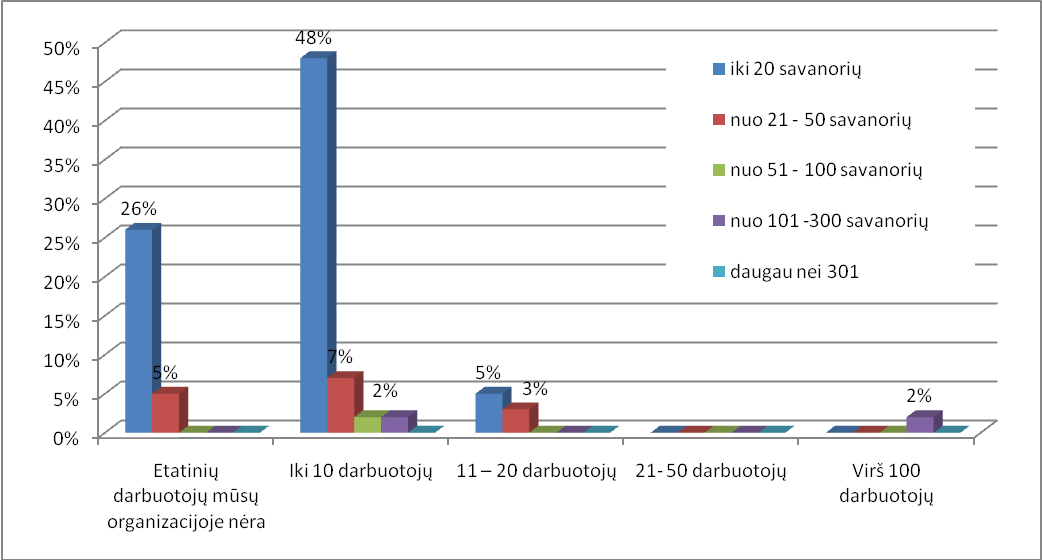 50%
45%
40%
35%
30%
25%
20%
15%
10%
5%
0%
26%
5%
48%
7%
2%
5%
3%
2%
iki 20 savanorių
nuo 21 - 50 savanorių
nuo 51 - 100 savanorių
nuo 101 -300 savanorių
daugau nei 301
Etatinių
darbuotojų mūsų
organizacijoje nėra
Iki 10 darbuotojų
11 – 20 darbuotojų
21- 50 darbuotojų
Virš 100
darbuotojų